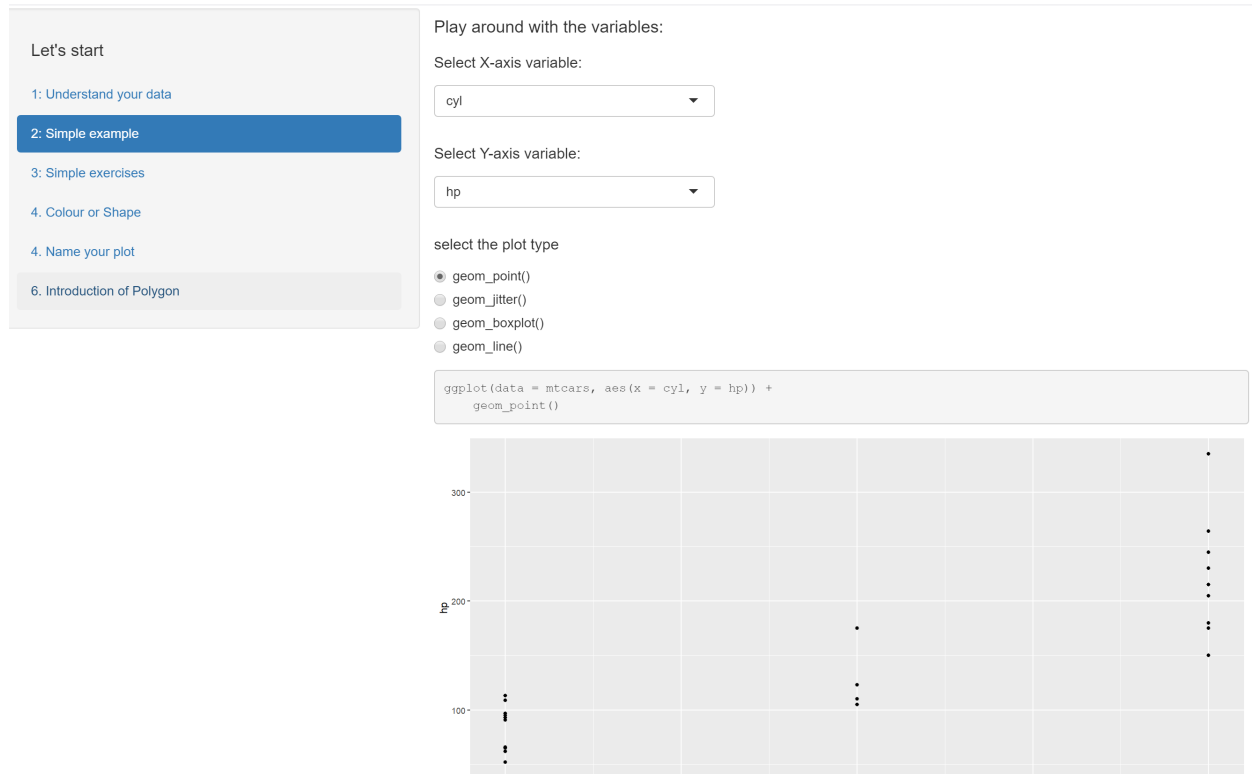 Let's start
1: Understand your data
2: Simple example
3: Simple exercises
4. Colour or Shape
4. Name your plot
6. Introduction of Polygon
Play around with the variables:
Select X-axis variable:
cyl
Select Y-axis variable:
hp
select the plot type
geom_point()
geom_jitter()
geom_boxplot()
geom_line()
ggplot(data = mtcars, aes(x = cyl, y = hp)) +
    geom_point()
300
200
100
hp